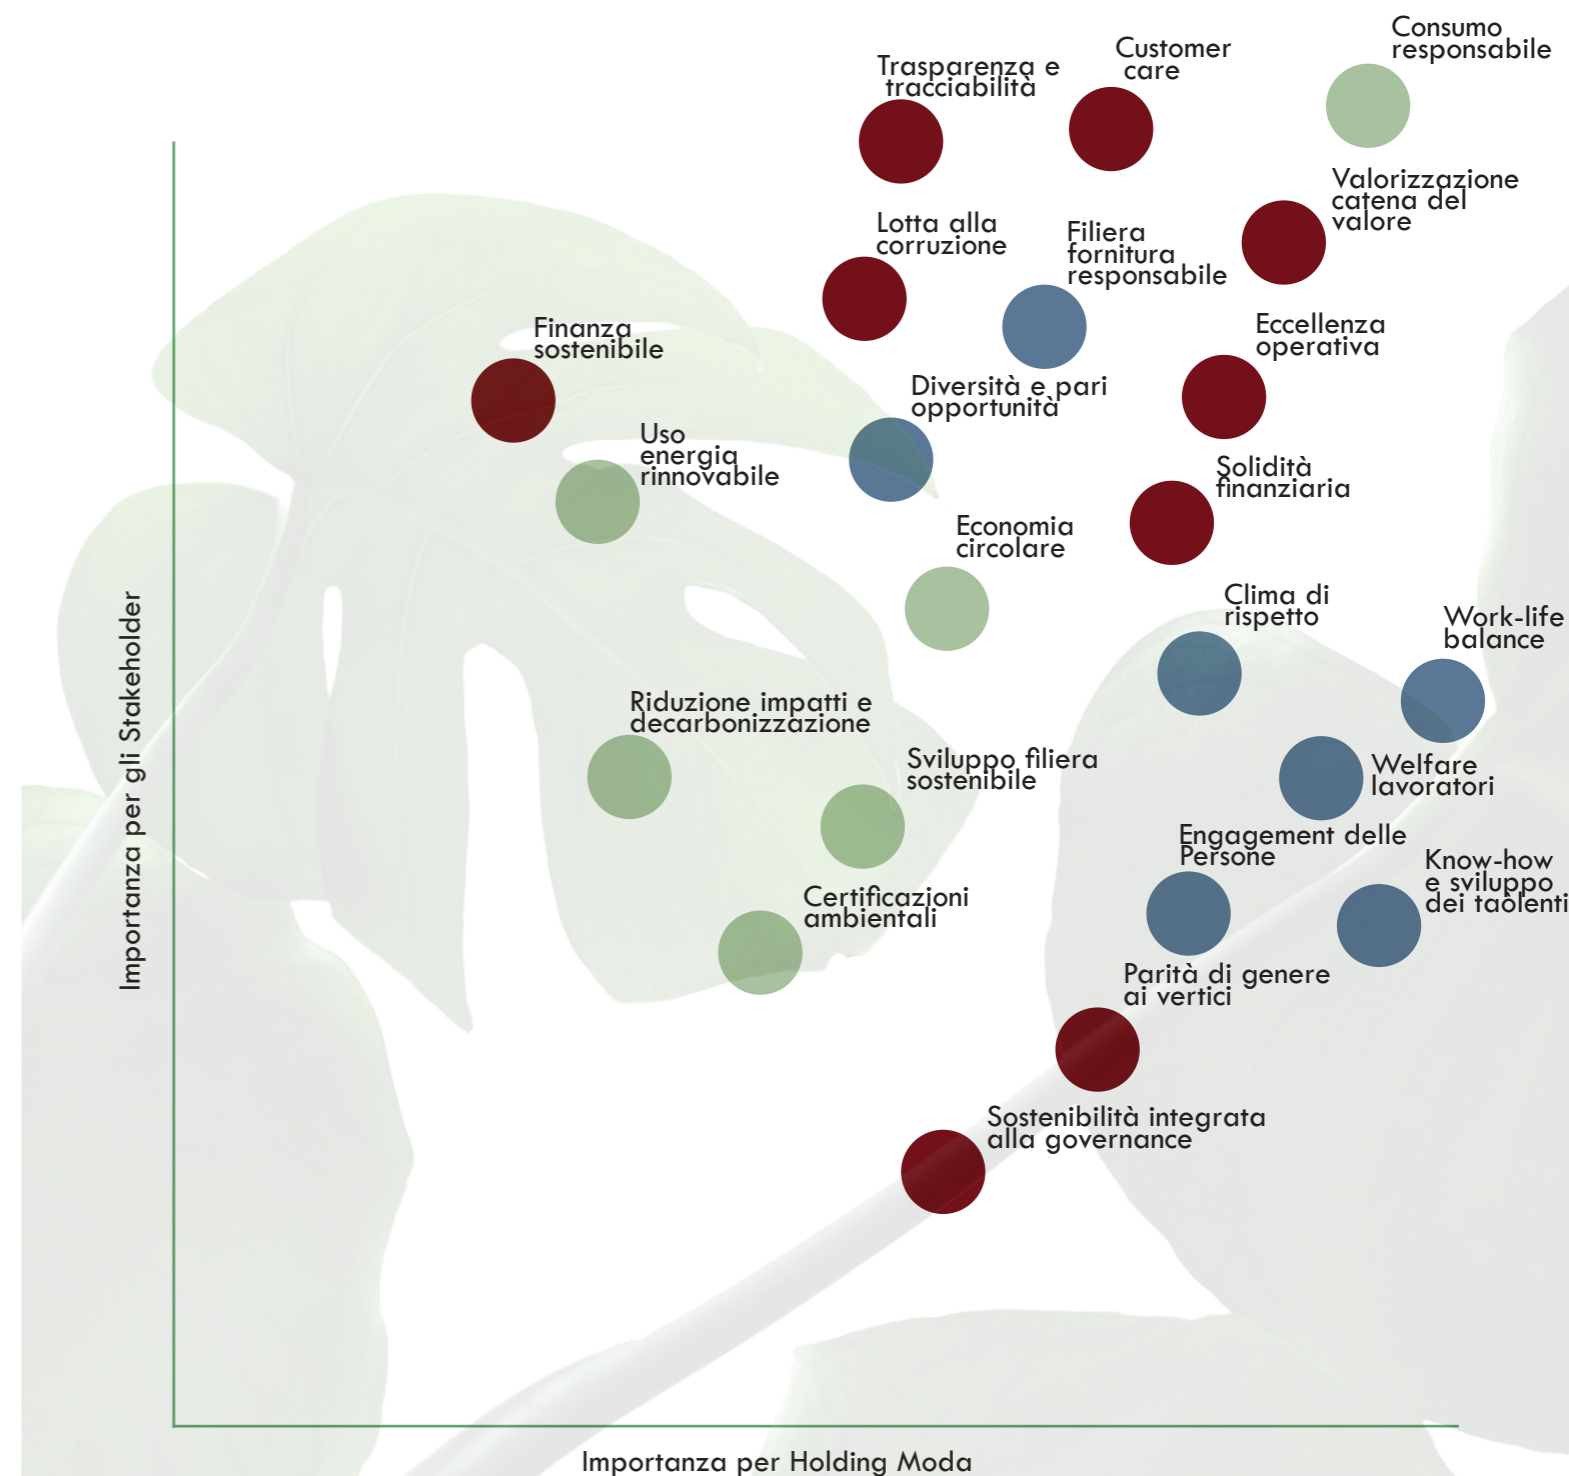 Consumo
responsabile
Customer
care
Trasparenza e
tracciabilità
Valorizzazione
catena del
valore
Lotta alla
corruzione
Filiera
fornitura
responsabile
Finanza
sostenibile
Eccellenza
operativa
Diversità e pari
opportunità
Uso
energia
rinnovabile
Solidità
finanziaria
Economia
circolare
Clima di
rispetto
Work-life
balance
Riduzione impatti e
decarbonizzazione
Sviluppo filiera
sostenibile
Welfare
lavoratori
Engagement delle
Persone
Know-how
e sviluppo
dei taòlenti
Certificazioni
ambientali
Parità di genere
ai vertici
Sostenibilità integrata
alla governance
Importanza per gli Stakeholder
Importanza per Holding Moda